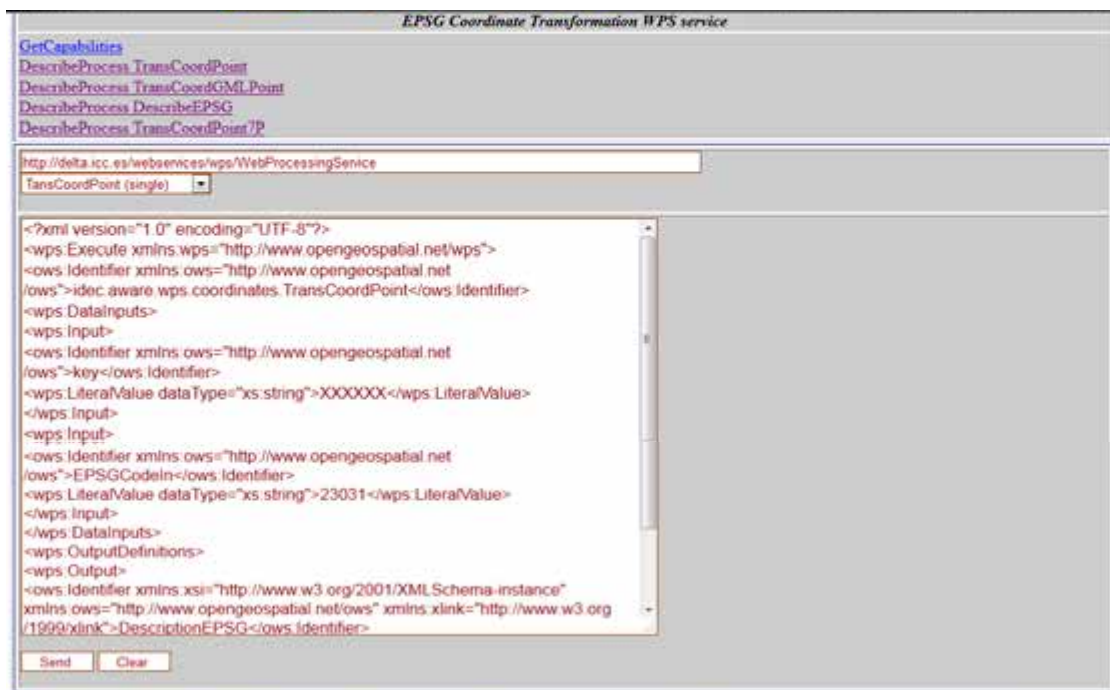 EPSG Coordinate Transformation WPS service
GetCapabilities
DescribeProcess TransCoordPoint
DescribeProcess TransCoordGMLPoint
DescribeProcess DescribeEPSG
DescribeProcess TransCoordPoint7P
http://delta.icc.es/webservices/wps/WebProcessingService
TansCoordPoint (single)
<?xml version="1.0" encoding="UTF-8"?>
<wps:Execute xmlns:wps="http://www.opengeospatial.net/wps">
<ows:Identifier xmlns:ows="http://www.opengeospatial.net
/ows">idec.aware.wps.coordinates.TransCoordPoint</ows:Identifier>
<wps:DataInputs>
<wps:Input>
<ows:Identifier xmlns:ows="http://www.opengeospatial.net
/ows">key</ows:Identifier>
<wps:LiteralValue dataType="xs:string">XXXXXX</wps:LiteralValue>
</wps:Input>
<wps:Input>
<ows:Identifier xmlns:ows="http://www.opengeospatial.net
/ows">EPSGCodeIn</ows:Identifier>
<wps:LiteralValue dataType="xs:string">23031</wps:LiteralValue>
</wps:Input>
</wps:DataInputs>
<wps:OutputDefinitions>
<wps:Output>
<ows:Identifier xmlns:xsi="http://www.w3.org/2001/XMLSchema-instance"
xmlns:ows="http://www.opengeospatial.net/ows" xmlns:xlink="http://www.w3.org
/1999/xlink">DescriptionEPSG</ows:Identifier>
Send
Clear